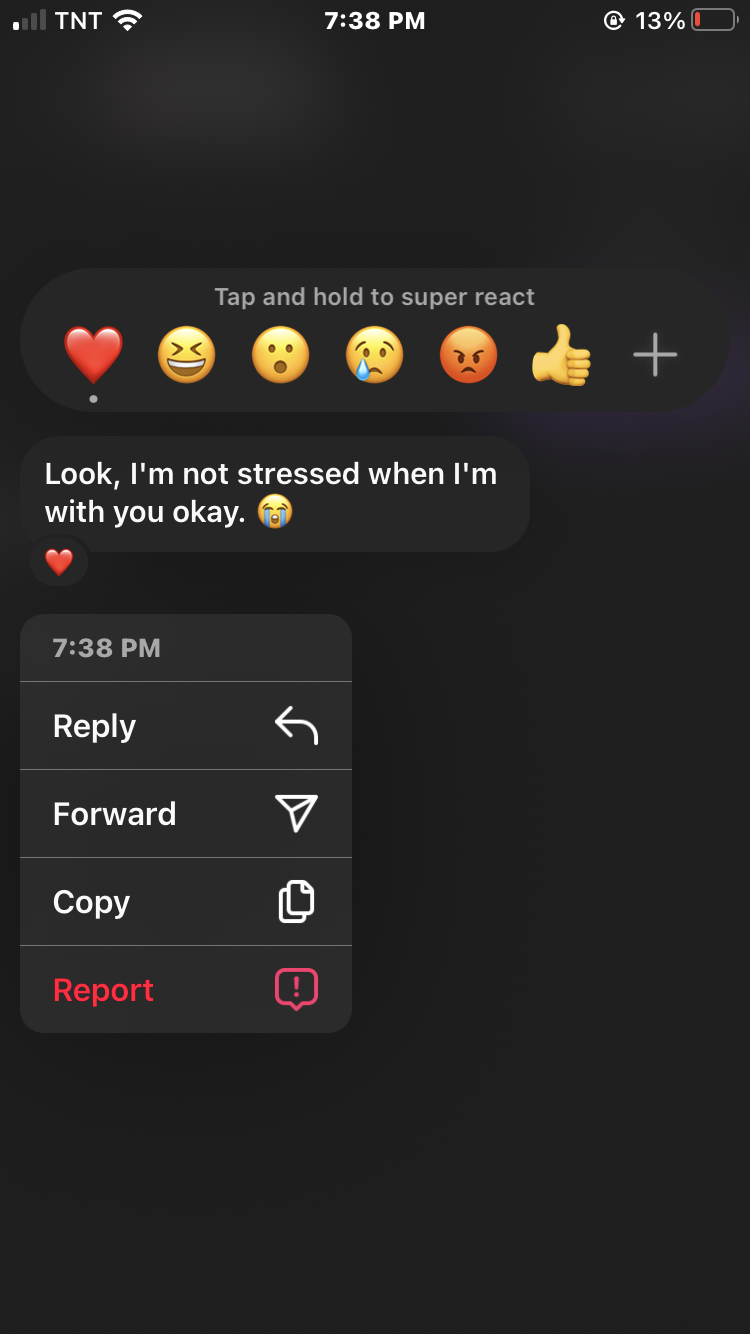 TNT 7:38 PM 13%
Tap and hold to super react
Look, I'm not stressed when I'm
with you okay. 😭
7:38 PM
Reply
Forward
Copy
Report